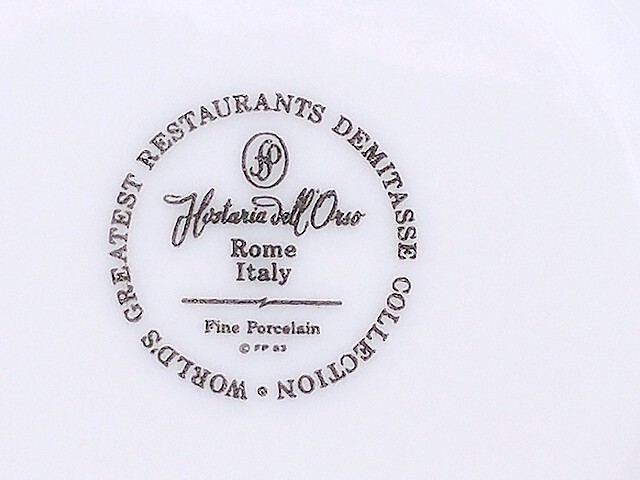 WORLD'S GREATEST RESTAURANTS DEMITASSE COLLECTION •
Hostaria dell'Orso
Rome
Italy
Fine Porcelain
© FP 83